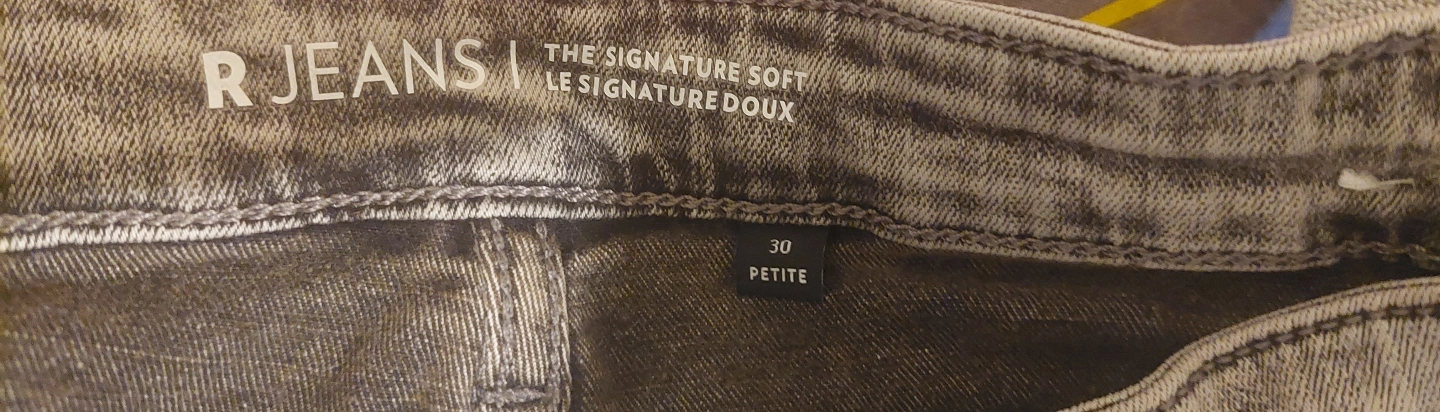 R JEANS | THE SIGNATURE SOFT
LE SIGNATURE DOUX
30
PETITE